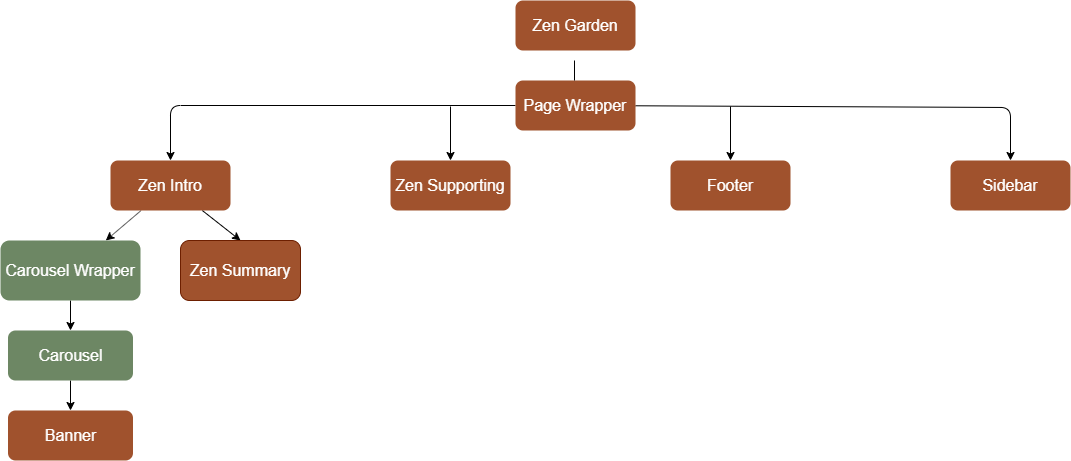 Zen Garden
Page Wrapper
Zen Intro
Zen Supporting
Footer
Sidebar
Carousel Wrapper
Zen Summary
Carousel
Banner